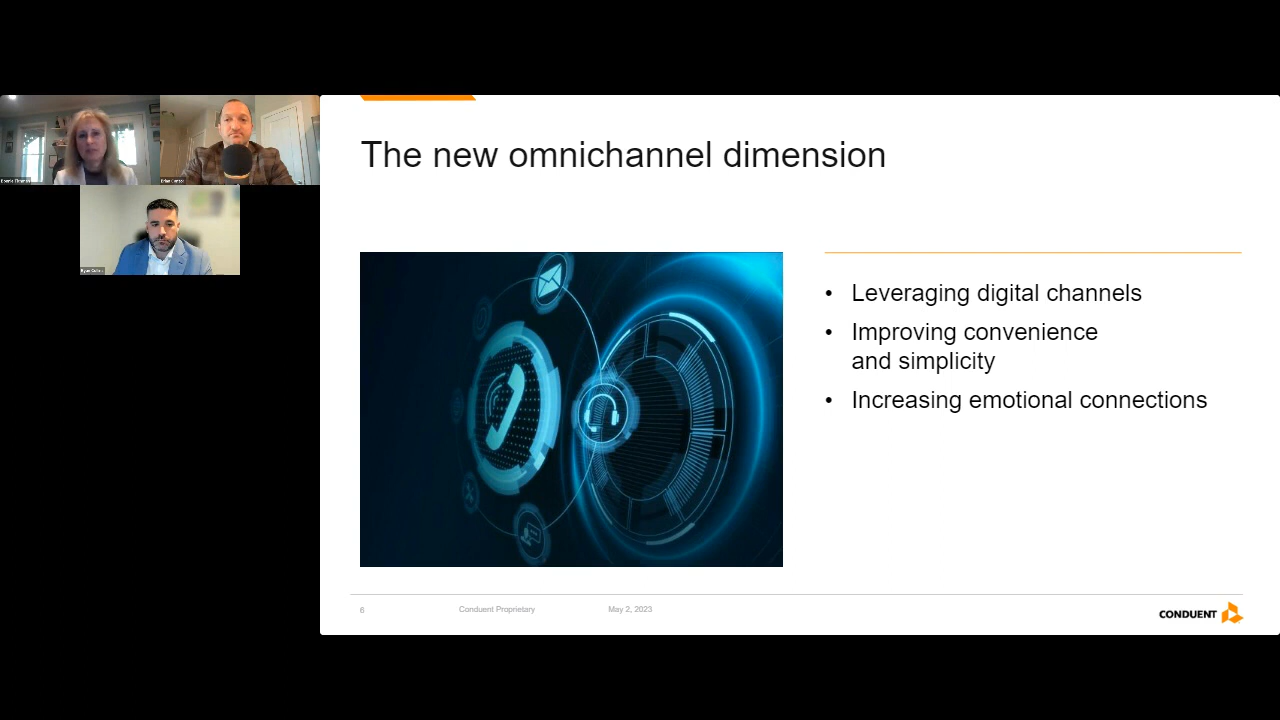 The new omnichannel dimension
• Leveraging digital channels
• Improving convenience
and simplicity
• Increasing emotional connections
6
Conduent Proprietary
May 2, 2023
CONDUENT